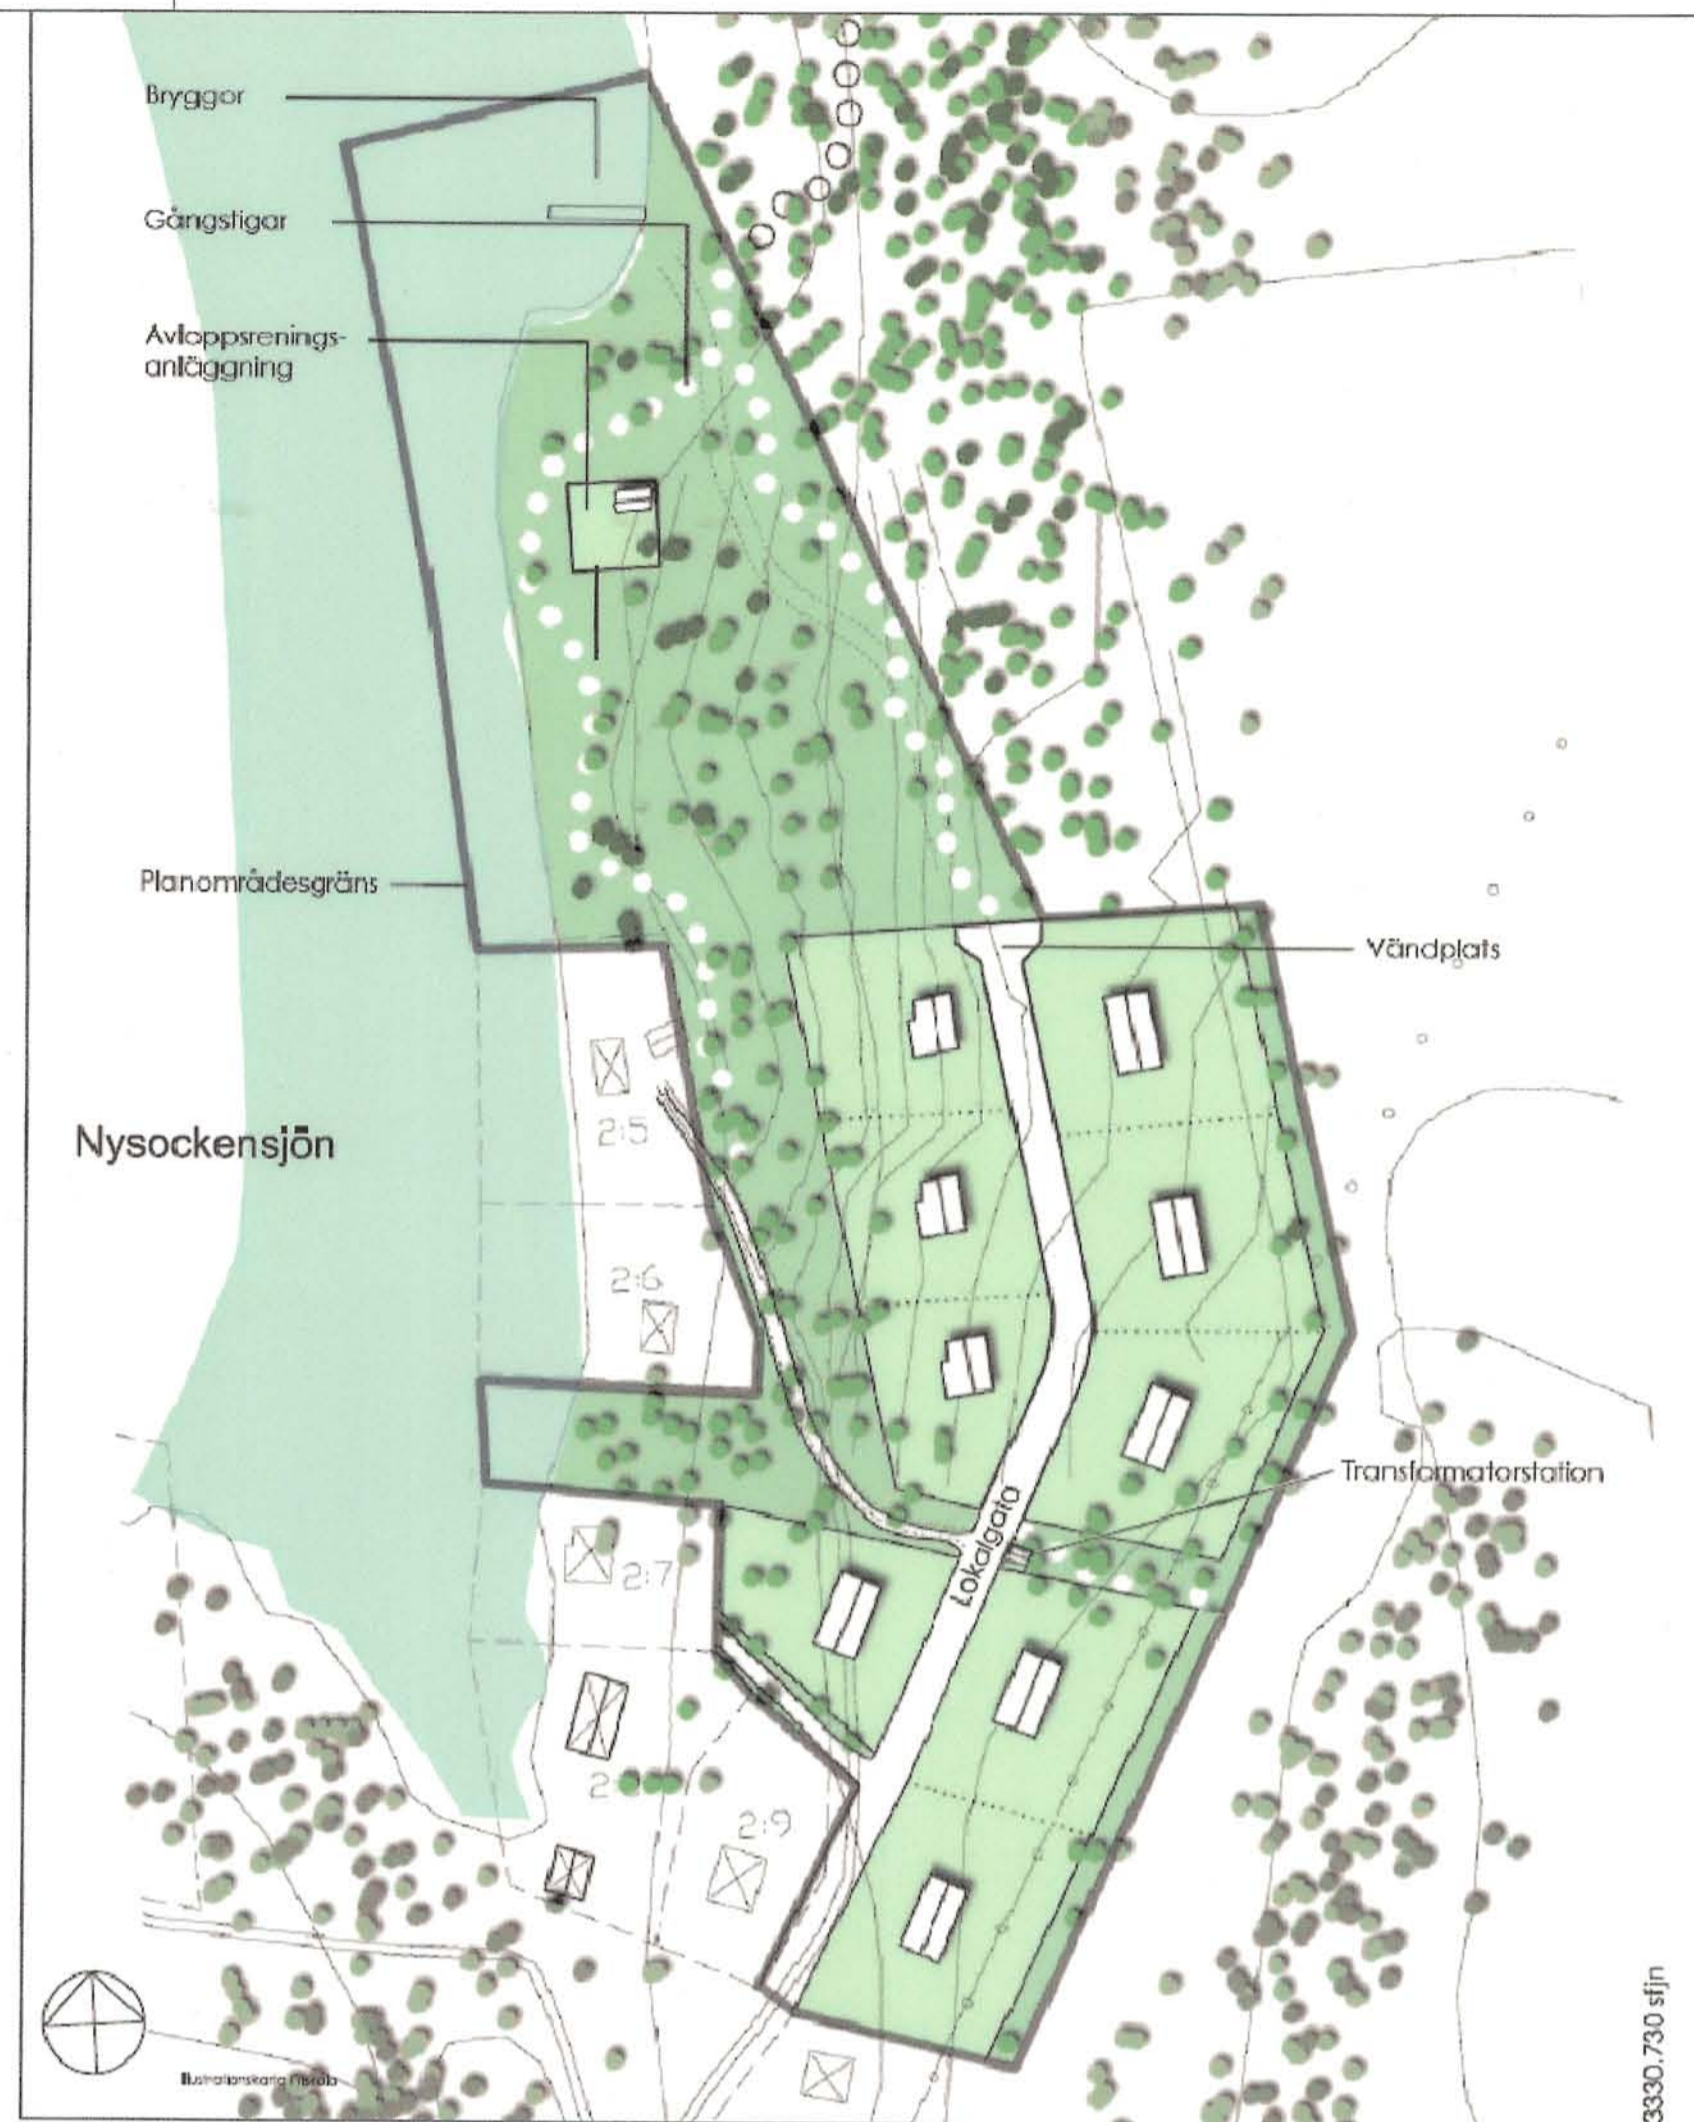 Bryggor
Gångstigar
Avloppsrenings-
anläggning
Planområdesgräns
Vändplats
Nysockensjön
2:5
2:6
Transformatorstation
Lokalgata
2:7
2:9
Illustrationskarta
3330.730 sfjn